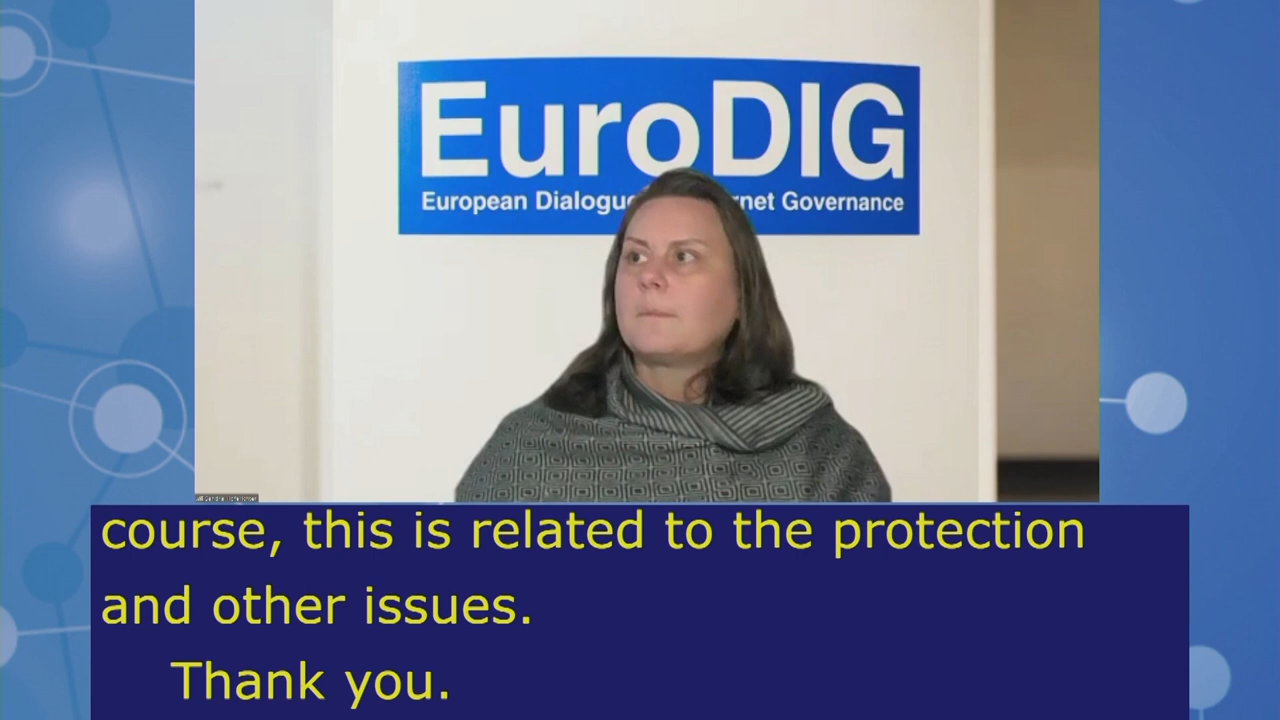 EuroDIG
European Dialogu rnet Governance
course, this is related to the protection
and other issues.
Thank you.